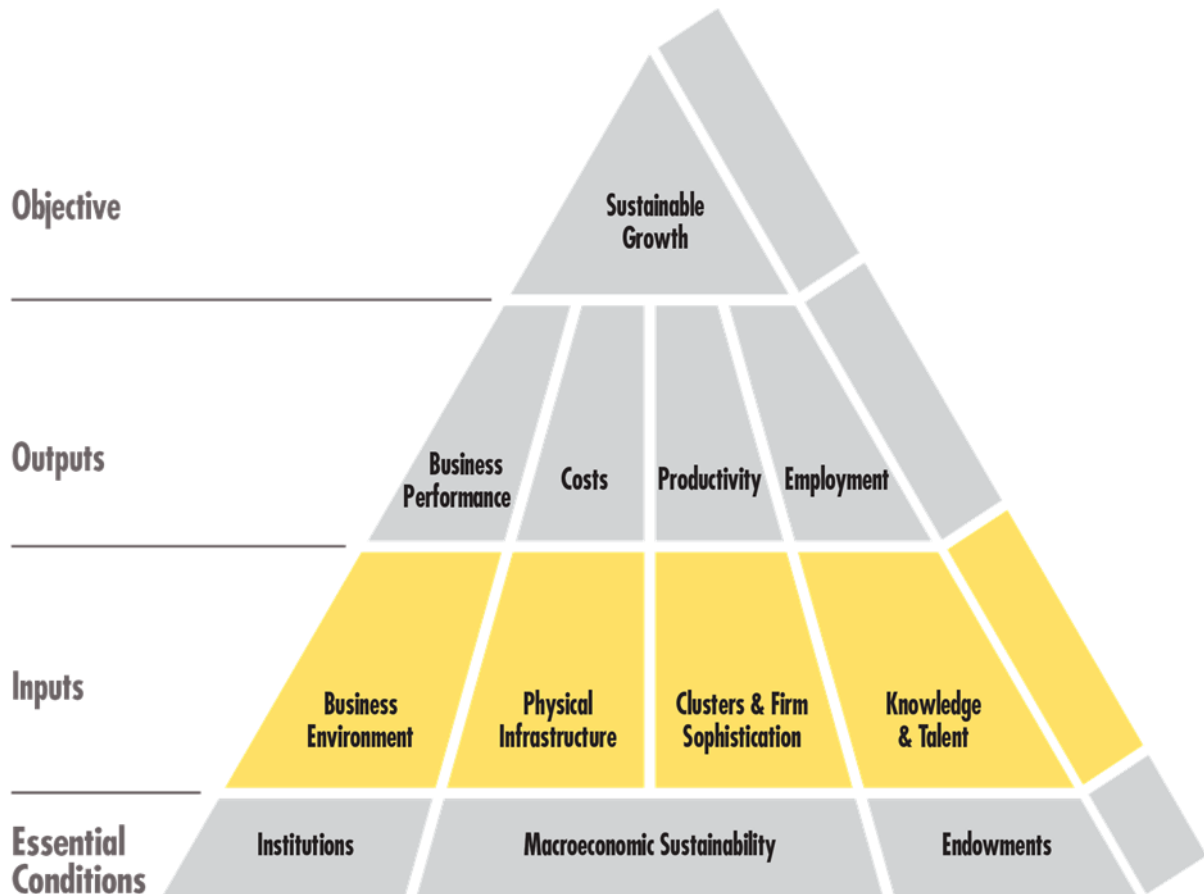 Objective
Sustainable
Growth
Outputs
Business
Performance
Costs
Productivity
Employment
Inputs
Business
Environment
Physical
Infrastructure
Clusters & Firm
Sophistication
Knowledge
& Talent
Essential
Conditions
Institutions
Macroeconomic Sustainability
Endowments